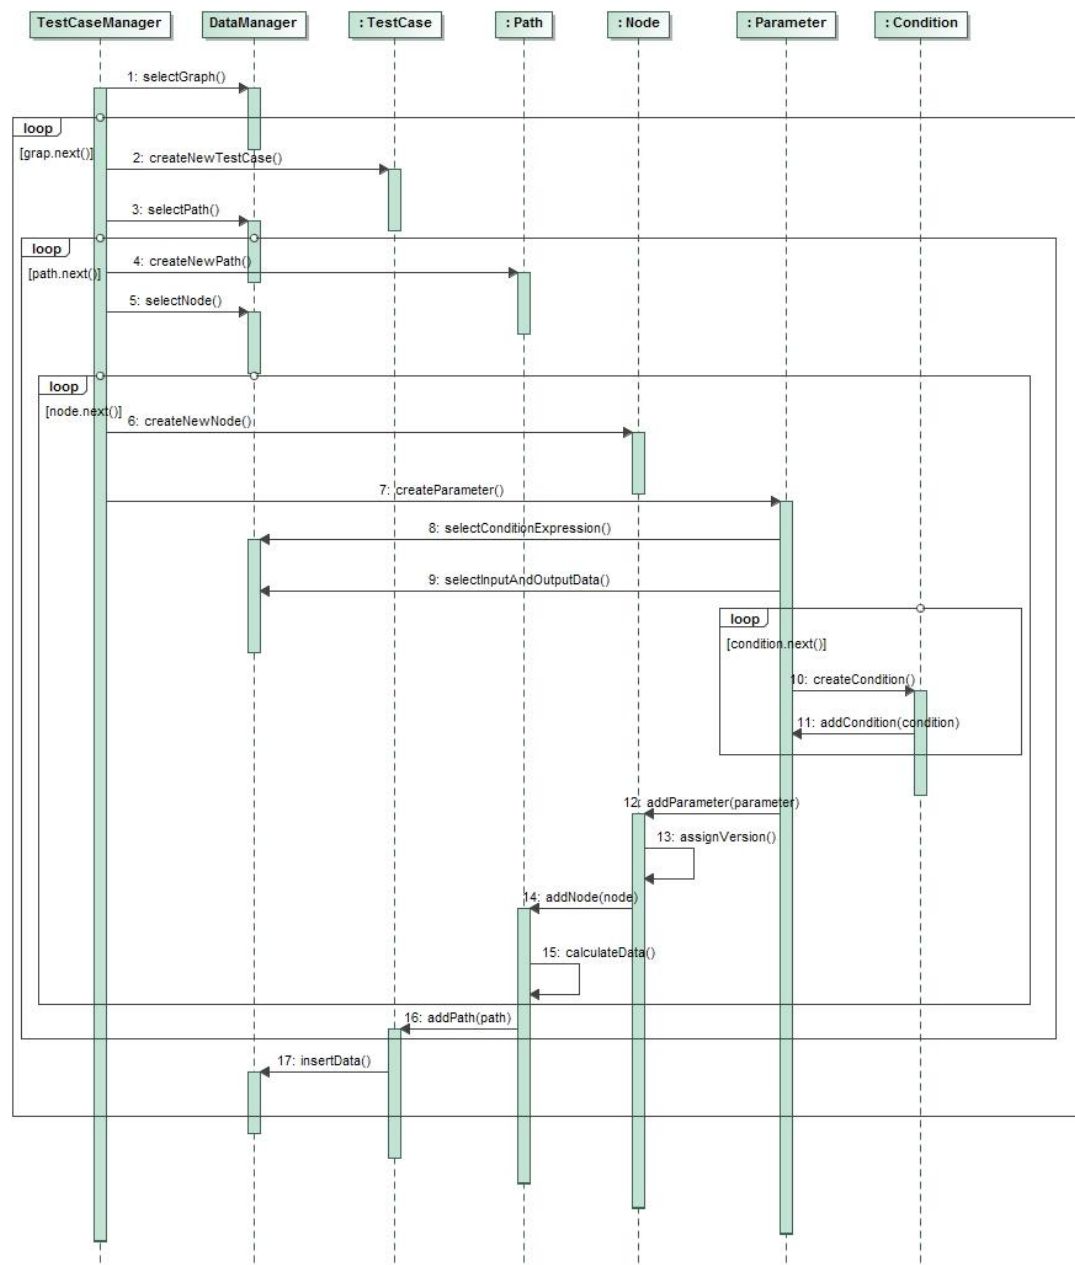 TestCaseManager
DataManager
: TestCase
: Path
: Node
: Parameter
: Condition
1: selectGraph()
loop
[grap.next()]
2: createNewTestCase()
3: selectPath()
loop
[path.next()]
4: createNewPath()
5: selectNode()
loop
[node.next()]
6: createNewNode()
7: createParameter()
8: selectConditionExpression()
9: selectInputAndOutputData()
loop
[condition.next()]
10: createCondition()
11: addCondition(condition)
12: addParameter(parameter)
13: assignVersion()
14: addNode(node)
15: calculateData()
16: addPath(path)
17: insertData()